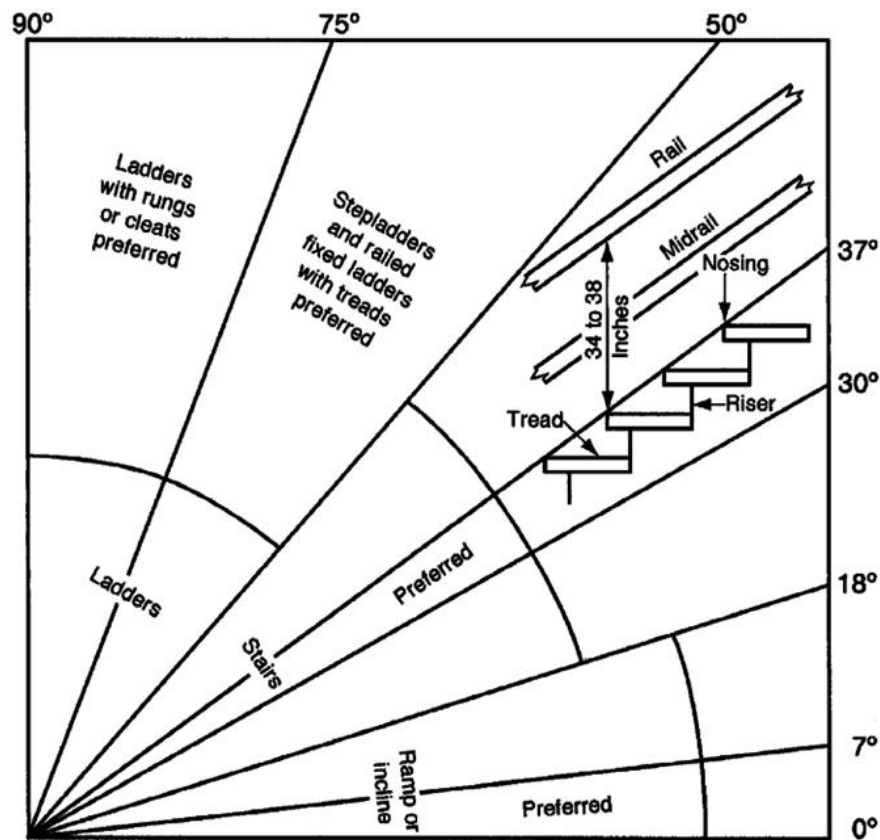 90°
75°
50°
Ladders
with rungs
or cleats
preferred
Stepladders
and railed
fixed ladders
with treads
preferred
Rail
Midrail
Nosing
37°
34 to 38
Inches
30°
Tread
Riser
Preferred
Ladders
Stairs
18°
Ramp or
incline
Preferred
7°
0°